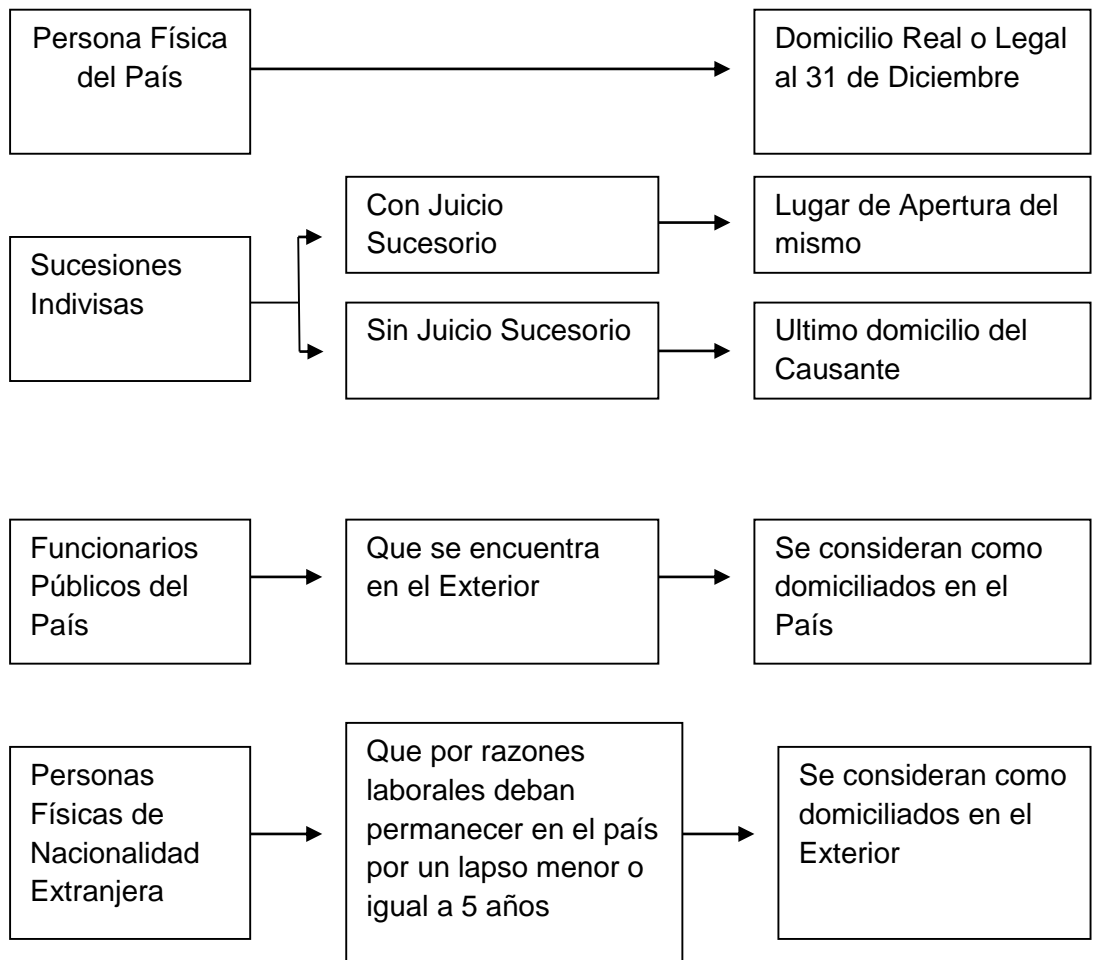 Persona Física
del País
Domicilio Real o Legal
al 31 de Diciembre
Sucesiones
Indivisas
Con Juicio
Sucesorio
Lugar de Apertura del
mismo
Sin Juicio Sucesorio
Ultimo domicilio del
Causante
Funcionarios
Públicos del
País
Que se encuentra
en el Exterior
Se consideran como
domiciliados en el
País
Personas
Físicas de
Nacionalidad
Extranjera
Que por razones
laborales deban
permanecer en el país
por un lapso menor o
igual a 5 años
Se consideran como
domiciliados en el
Exterior